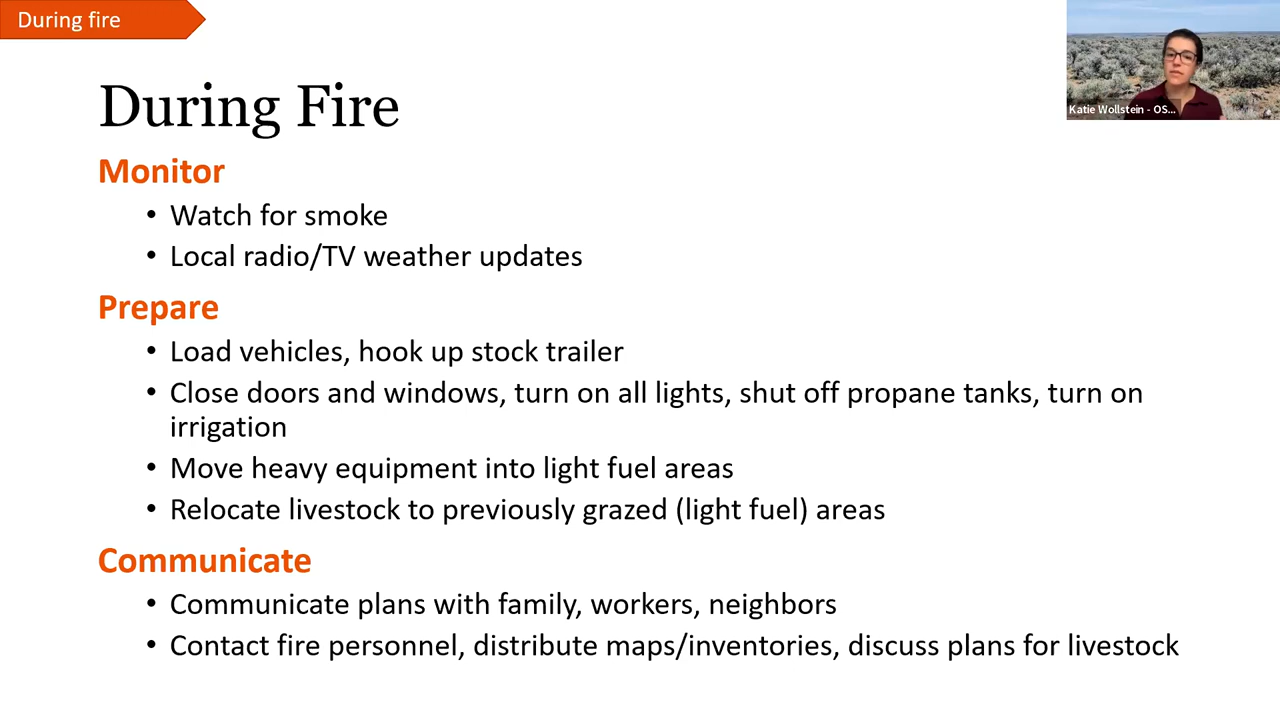 During fire
Katie Wollstein - OS...
During Fire
Monitor
• Watch for smoke
• Local radio/TV weather updates
Prepare
• Load vehicles, hook up stock trailer
• Close doors and windows, turn on all lights, shut off propane tanks, turn on
irrigation
• Move heavy equipment into light fuel areas
• Relocate livestock to previously grazed (light fuel) areas
Communicate
• Communicate plans with family, workers, neighbors
• Contact fire personnel, distribute maps/inventories, discuss plans for livestock